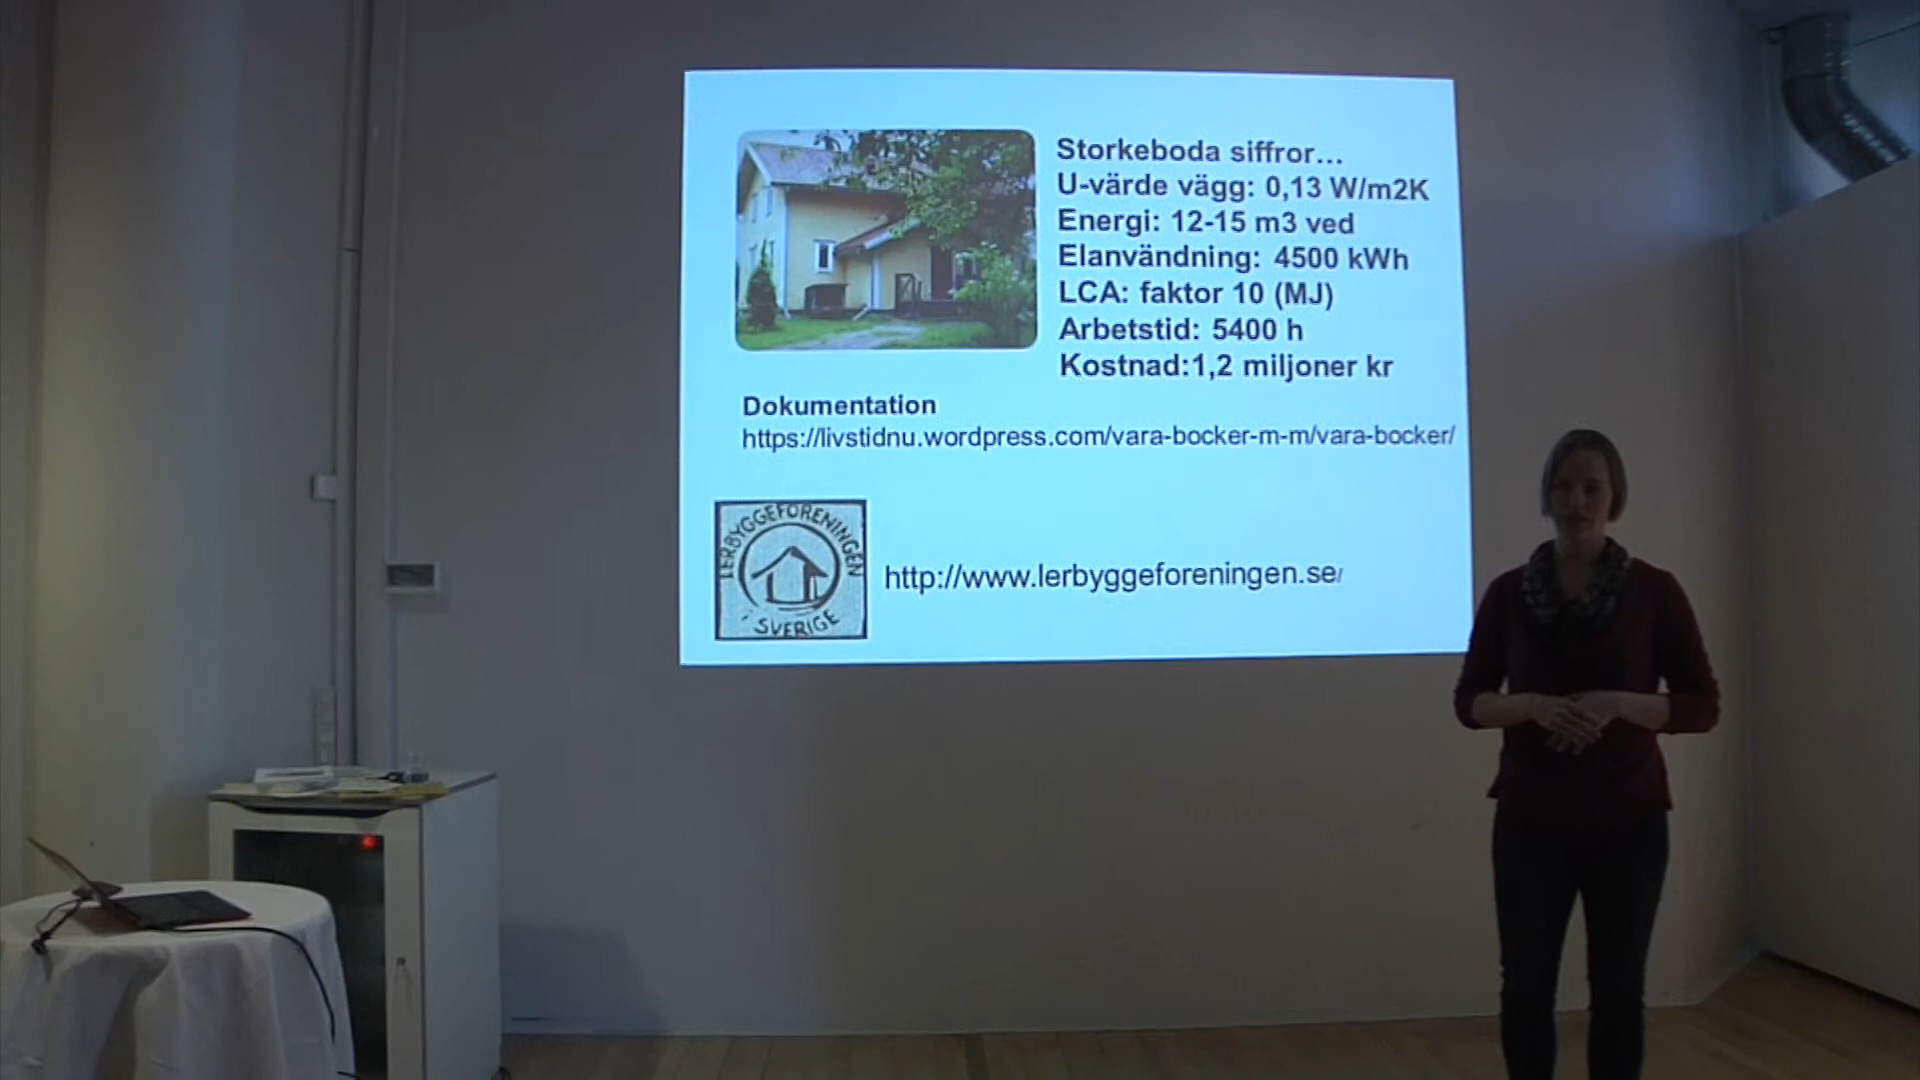 Storkeboda siffror...
U-värde vägg: 0,13 W/m2K
Energi: 12-15 m3 ved
Elanvändning: 4500 kWh
LCA: faktor 10 (MJ)
Arbetstid: 5400 h
Kostnad:1,2 miljoner kr
Dokumentation
https://livstidnu.wordpress.com/vara-bocker-m-m/vara-bocker/
LERBYGGEFORENINGEN
SVERIGE
http://www.lerbyggeforeningen.se/